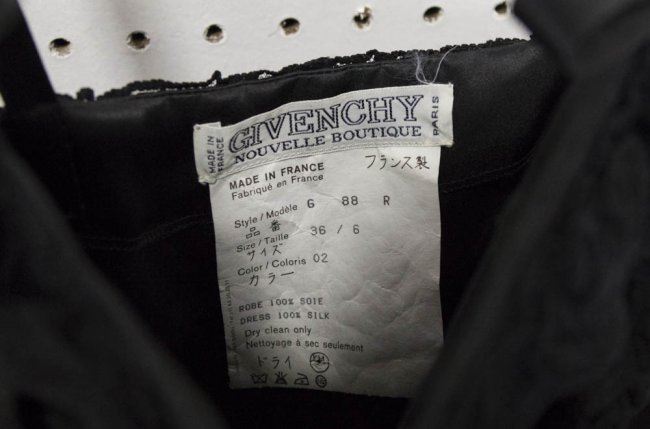 GIVENCHY
NOUVELLE BOUTIQUE
MADE IN
FRANCE
PARIS
MADE IN FRANCE フランス製
Fabriqué en France
Style / Modèle 6 88 R
品番
Size / Taille 36 / 6
サイズ
Color / Coloris 02
カラー
ROBE 100% SOIE
DRESS 100% SILK
Dry clean only
Nettoyage à sec seulement
ドライ